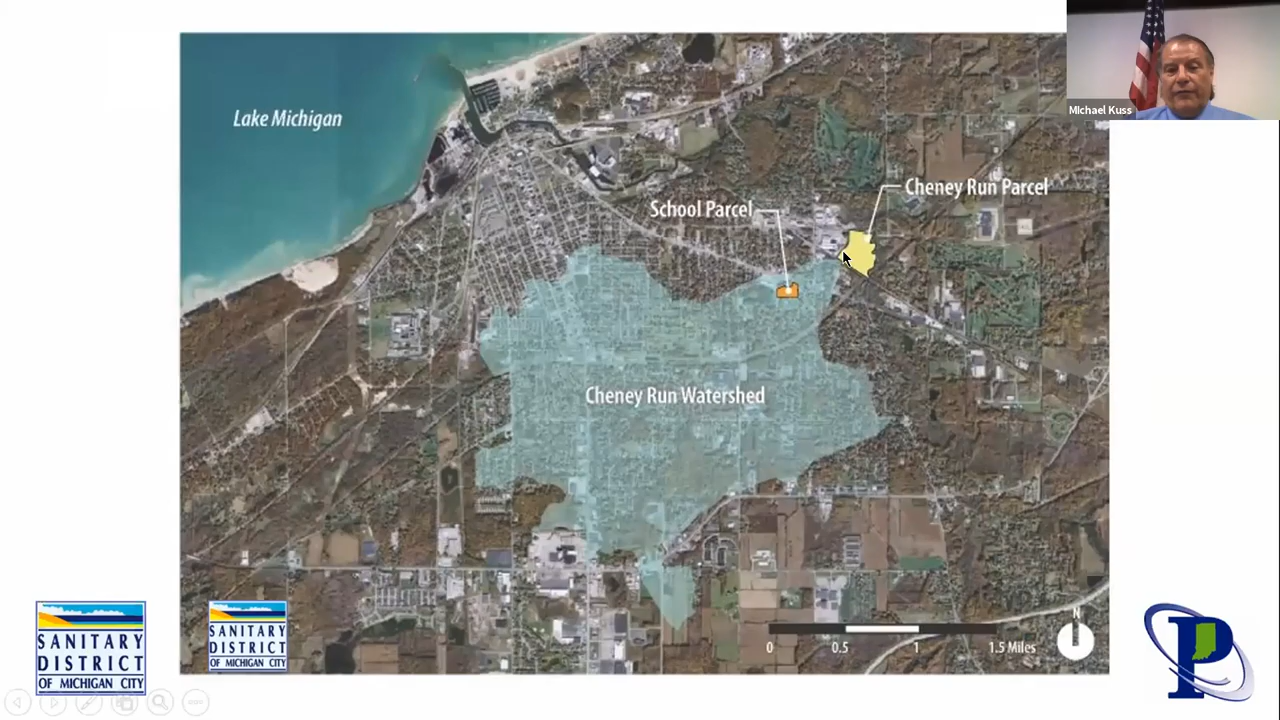 Lake Michigan
Michael Kuss
Cheney Run Parcel
School Parcel
Cheney Run Watershed
N
0 0.5 1 1.5 Miles
SANITARY
DISTRICT
OF MICHIGAN CITY
SANITARY
DISTRICT
OF MICHIGAN CITY
P